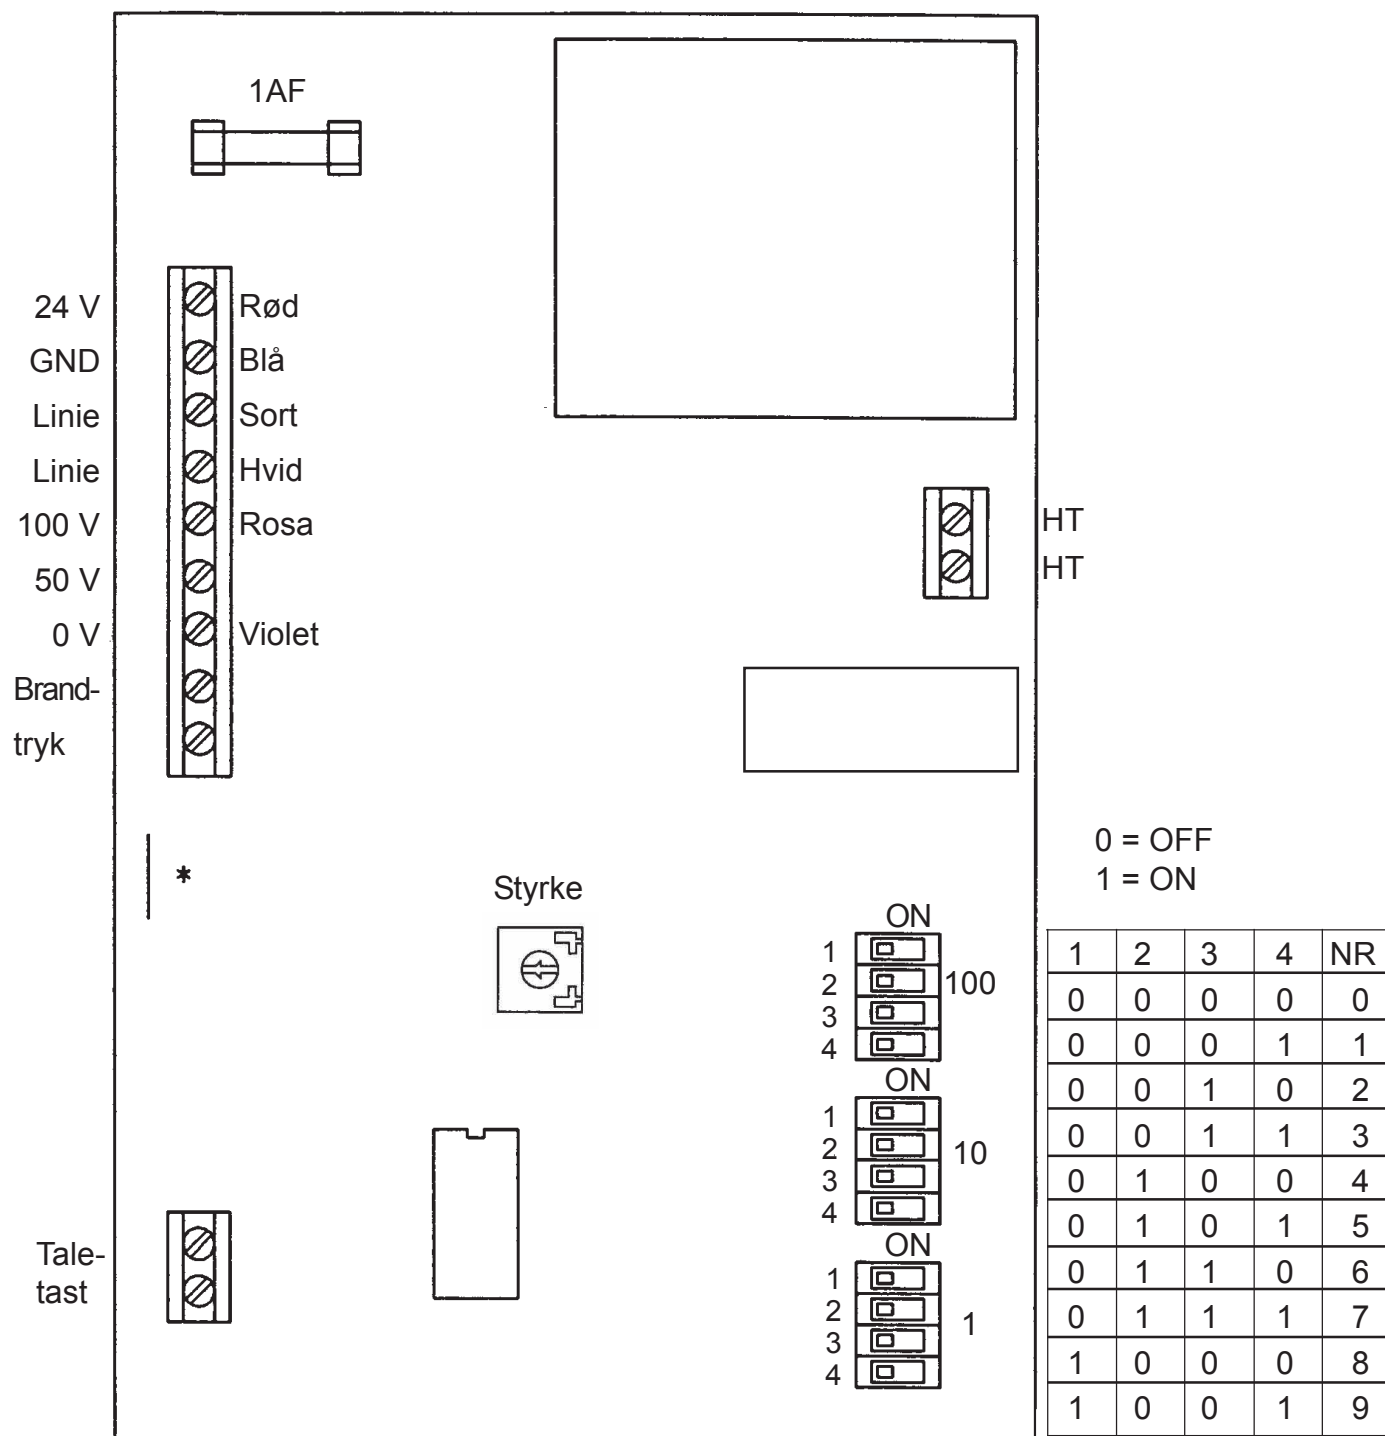 1AF
24 V Rød
GND Blå
Linie Sort
Linie Hvid
100 V Rosa
50 V
0 V Violet
Brand-
tryk
HT
HT
*
Styrke
0 = OFF
1 = ON
ON
1
2
3
4
100
ON
1
2
3
4
10
ON
1
2
3
4
1
Tale-
tast
1 2 3 4 NR
0 0 0 0 0
0 0 0 1 1
0 0 1 0 2
0 0 1 1 3
0 1 0 0 4
0 1 0 1 5
0 1 1 0 6
0 1 1 1 7
1 0 0 0 8
1 0 0 1 9